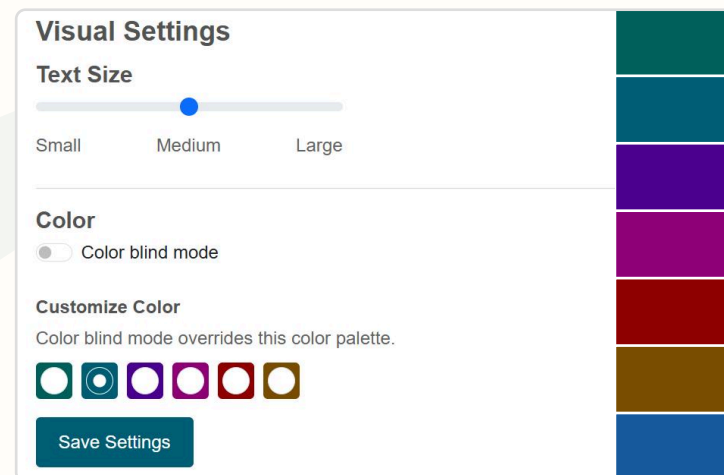 Visual Settings
Text Size
Small Medium Large
Color
Color blind mode
Customize Color
Color blind mode overrides this color palette.
Save Settings